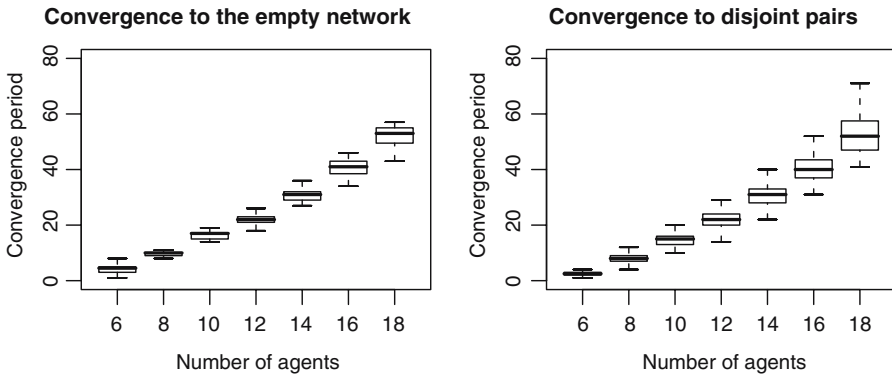 Convergence to the empty network
Convergence period
80
60
40
20
0
6 8 10 12 14 16 18
Number of agents
Convergence to disjoint pairs
Convergence period
80
60
40
20
0
6 8 10 12 14 16 18
Number of agents